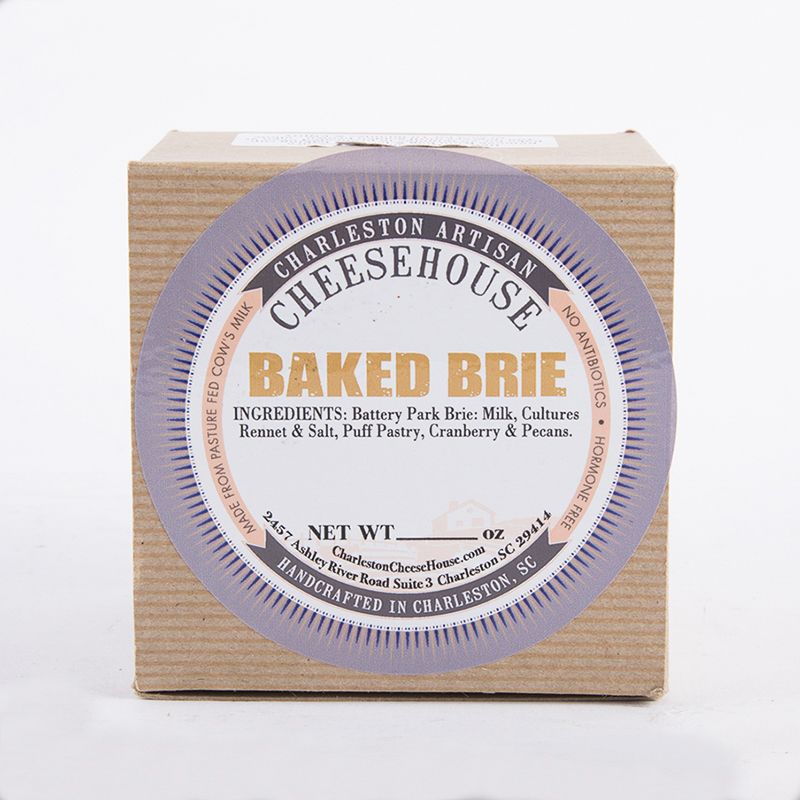 CHARLESTON ARTISAN
CHEESEHOUSE
MADE FROM PASTURE FED COW'S MILK
NO ANTIBIOTICS • HORMONE FREE
BAKED BRIE
INGREDIENTS: Battery Park Brie: Milk, Cultures
Rennet & Salt, Puff Pastry, Cranberry & Pecans.
NET WT________ oz
CharlestonCheeseHouse.com
2457 Ashley River Road Suite 3 Charleston SC 29414
HANDCRAFTED IN CHARLESTON, SC